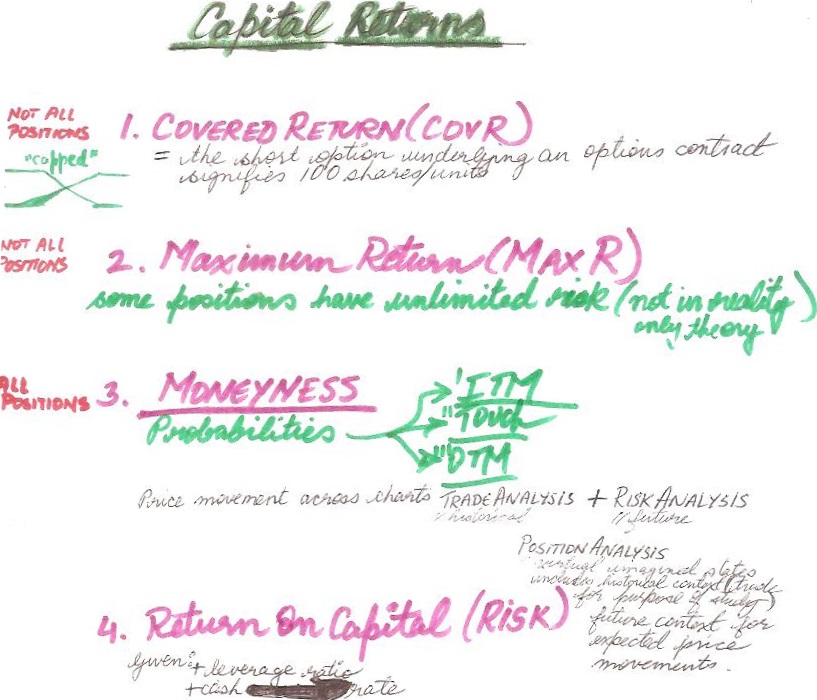 Capital Returns
NOT ALL
POSITIONS
1. COVERED RETURN (COVR)
"capped"
= the short option underlying an options contract
signifies 100 shares/units
NOT ALL
POSITIONS
2. Maximum Return (MAX R)
some positions have unlimited risk (not in reality)
only theory
ALL
POSITIONS
3. MONEYNESS
Probabilities
"ITM
"Touch
"OTM
Price movement across charts TRADE ANALYSIS + RISK ANALYSIS
"historical
"future
POSITION ANALYSIS
virtual imagined states
includes historical context (trade
for purpose of study)
future context for
expected price
movements.
4. Return On Capital (RISK)
Given: + leverage ratio
+ cash rate